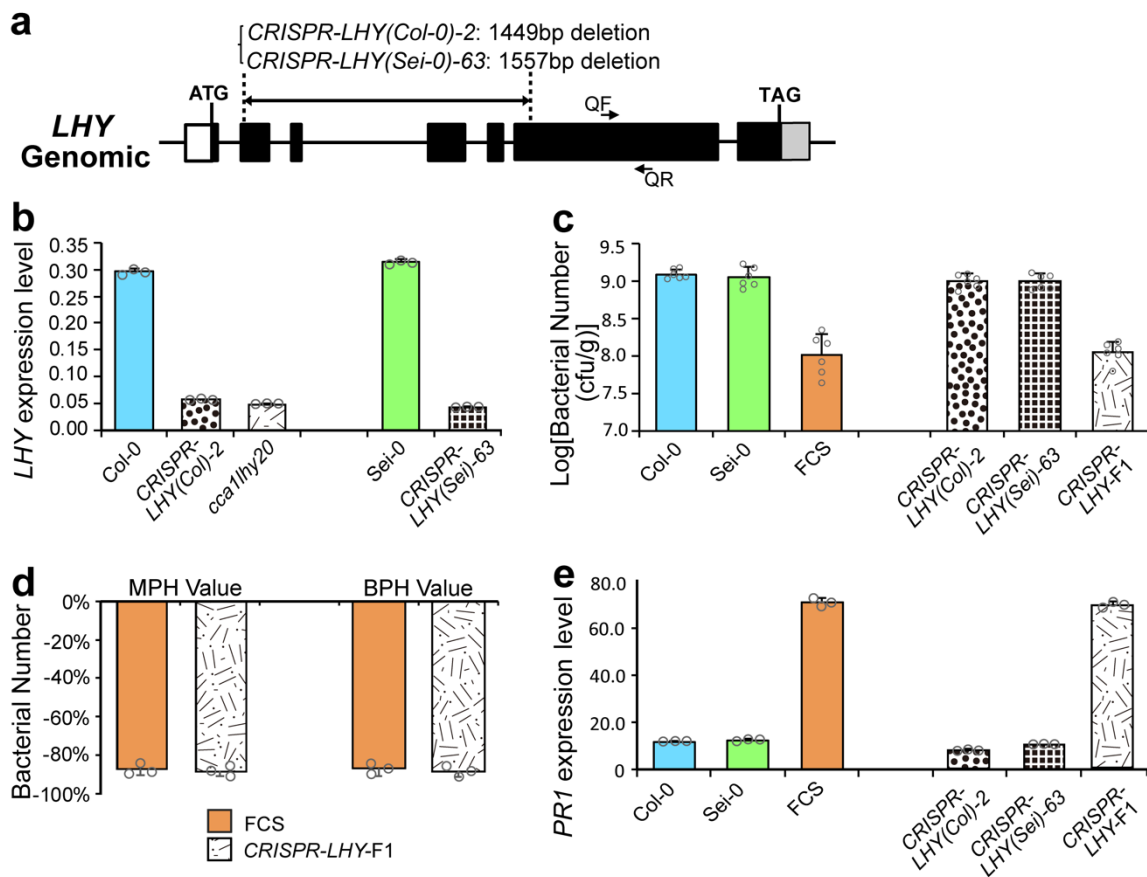 a
CRISPR-LHY(Col-0)-2: 1449bp deletion
CRISPR-LHY(Sei-0)-63: 1557bp deletion
ATG
TAG
QF
LHY
Genomic
QR
b
LHY expression level
0.35
0.30
0.25
0.20
0.15
0.10
0.05
0.00
Col-0
CRISPR-
LHY(Col)-2
cca1lhy20
Sei-0
CRISPR-
LHY(Sei)-63
c
Log[Bacterial Number
(cfu/g)]
9.5
9.0
8.5
8.0
7.5
7.0
Col-0
Sei-0
FCS
CRISPR-
LHY(Col)-2
CRISPR-
LHY(Sei)-63
CRISPR-
LHY-F1
d
MPH Value
BPH Value
Bacterial Number
0%
-20%
-40%
-60%
-80%
-100%
FCS
CRISPR-LHY-F1
e
PR1 expression level
80.0
60.0
40.0
20.0
0
Col-0
Sei-0
FCS
CRISPR-
LHY(Col)-2
CRISPR-
LHY(Sei)-63
CRISPR-
LHY-F1